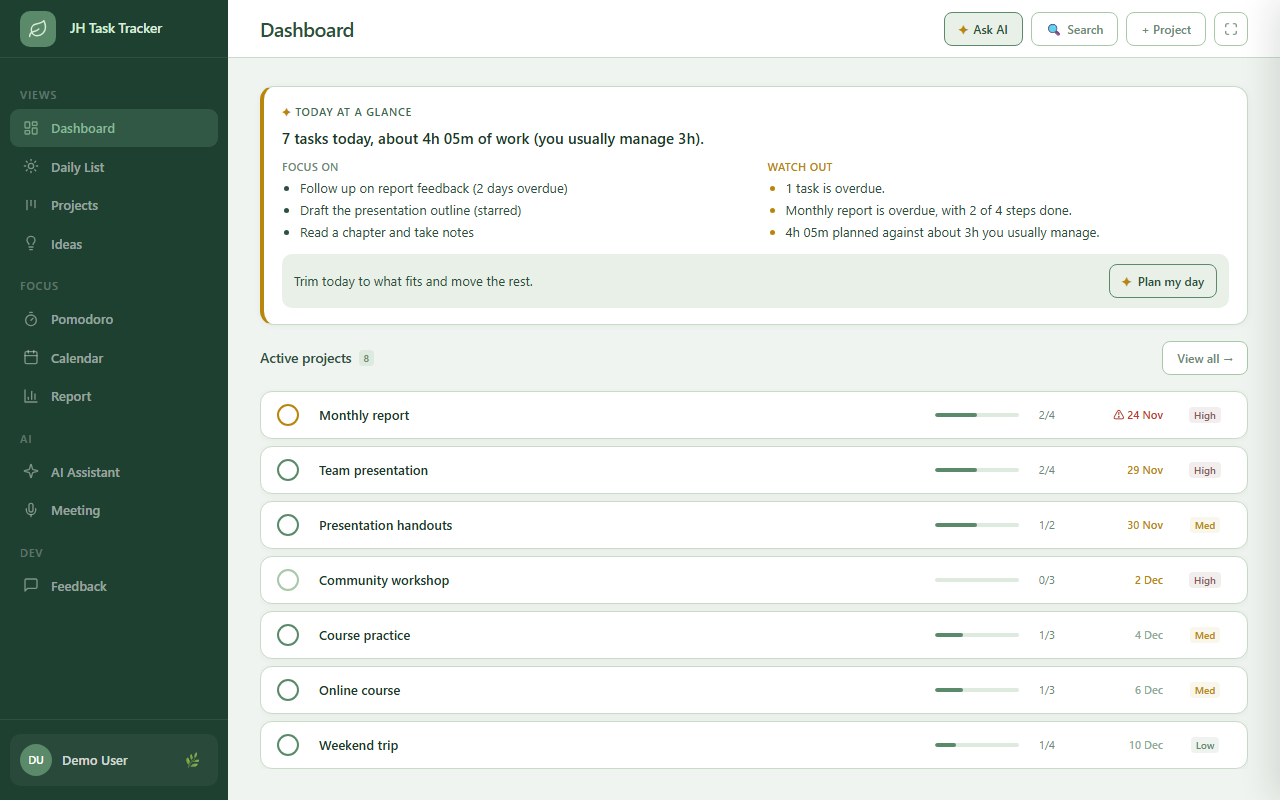 JH Task Tracker
VIEWS
Dashboard
Daily List
Projects
Ideas
FOCUS
Pomodoro
Calendar
Report
AI
AI Assistant
Meeting
DEV
Feedback
DU Demo User
Dashboard
Ask AI
Search
+ Project
TODAY AT A GLANCE
7 tasks today, about 4h 05m of work (you usually manage 3h).
FOCUS ON
Follow up on report feedback (2 days overdue)
Draft the presentation outline (starred)
Read a chapter and take notes
WATCH OUT
1 task is overdue.
Monthly report is overdue, with 2 of 4 steps done.
4h 05m planned against about 3h you usually manage.
Trim today to what fits and move the rest.
Plan my day
Active projects 8
View all →
Monthly report 2/4 24 Nov High
Team presentation 2/4 29 Nov High
Presentation handouts 1/2 30 Nov Med
Community workshop 0/3 2 Dec High
Course practice 1/3 4 Dec Med
Online course 1/3 6 Dec Med
Weekend trip 1/4 10 Dec Low